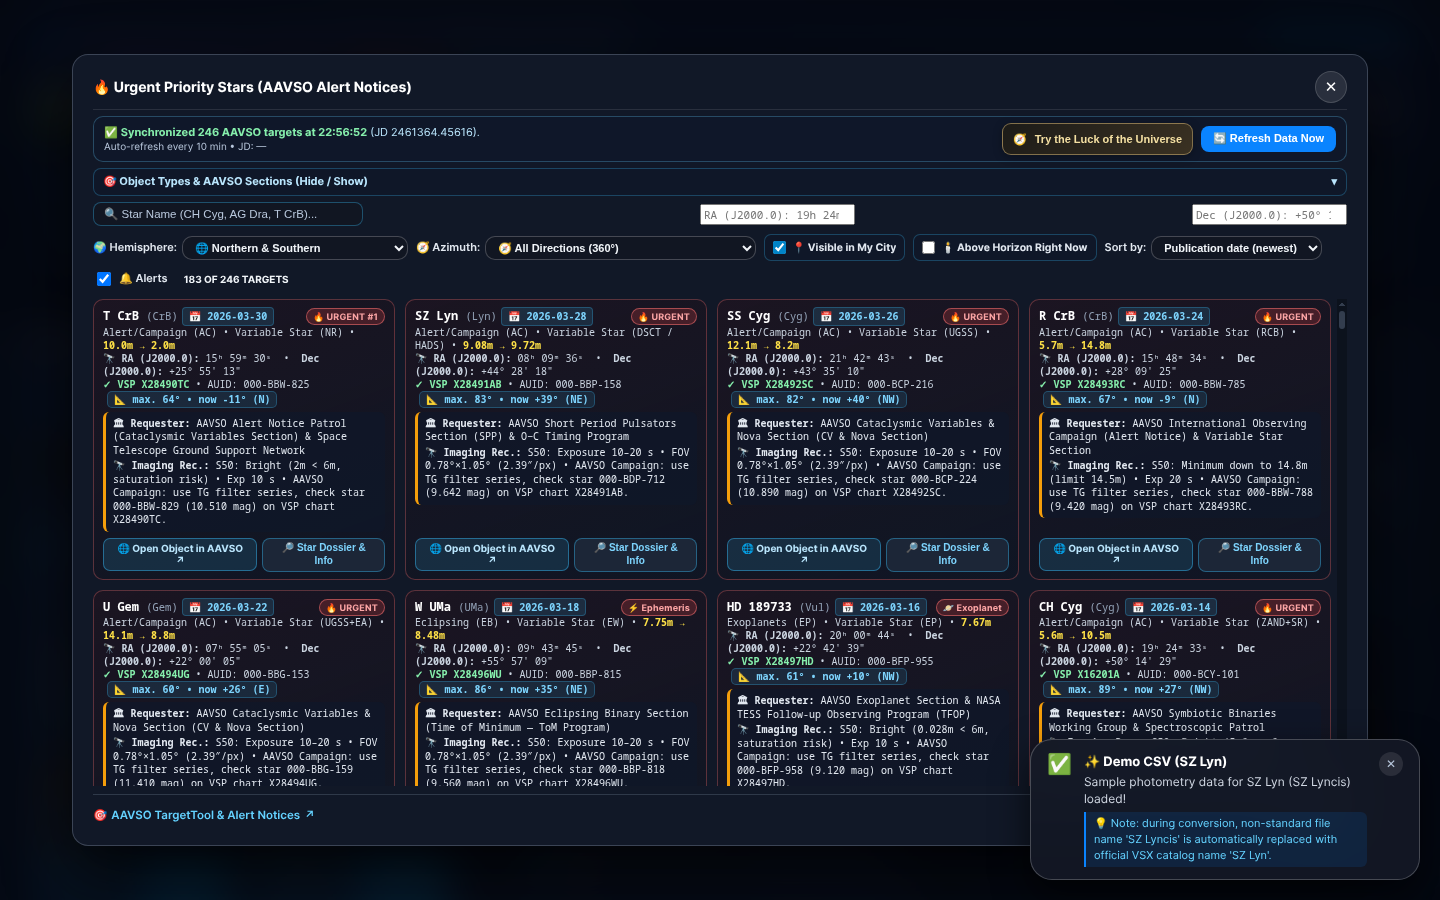 🔥 Urgent Priority Stars (AAVSO Alert Notices)
✕
✅ Synchronized 246 AAVSO targets at 22:56:52 (JD 2461364.45616).
Auto-refresh every 10 min • JD: —
🧭 Try the Luck of the Universe
🔄 Refresh Data Now
🎯 Object Types & AAVSO Sections (Hide / Show)
▼
🔍 Star Name (CH Cyg, AG Dra, T CrB)...
RA (J2000.0): 19h 24m
Dec (J2000.0): +50°
🌍 Hemisphere: 🌐 Northern & Southern 🧭 Azimuth: 🧭 All Directions (360°) 📍 Visible in My City 🕯️ Above Horizon Right Now Sort by: Publication date (newest)
🔔 Alerts 183 OF 246 TARGETS
T CrB (CrB) 📅 2026-03-30 🔥 URGENT #1
Alert/Campaign (AC) • Variable Star (NR) •
10.0m → 2.0m
🔭 RA (J2000.0): 15ʰ 59ᵐ 30ˢ • Dec
(J2000.0): +25° 55' 13"
✓ VSP X28490TC • AUID: 000-BBW-825
📐 max. 64° • now -11° (N)
🏛 Requester: AAVSO Alert Notice Patrol
(Cataclysmic Variables Section) & Space
Telescope Ground Support Network
🔭 Imaging Rec.: S50: Bright (2m < 6m,
saturation risk) • Exp 10 s • AAVSO
Campaign: use TG filter series, check star
000-BBW-829 (10.510 mag) on VSP chart
X28490TC.
🌐 Open Object in AAVSO
↗
🔎 Star Dossier &
Info
SZ Lyn (Lyn) 📅 2026-03-28 🔥 URGENT
Alert/Campaign (AC) • Variable Star (DSCT /
HADS) • 9.08m → 9.72m
🔭 RA (J2000.0): 08ʰ 09ᵐ 36ˢ • Dec
(J2000.0): +44° 28' 18"
✓ VSP X28491AB • AUID: 000-BBP-158
📐 max. 83° • now +39° (NE)
🏛 Requester: AAVSO Short Period Pulsators
Section (SPP) & O-C Timing Program
🔭 Imaging Rec.: S50: Exposure 10–20 s • FOV
0.78°×1.05° (2.39″/px) • AAVSO Campaign: use
TG filter series, check star 000-BDP-712
(9.642 mag) on VSP chart X28491AB.
🌐 Open Object in AAVSO
↗
🔎 Star Dossier &
Info
SS Cyg (Cyg) 📅 2026-03-26 🔥 URGENT
Alert/Campaign (AC) • Variable Star (UGSS) •
12.1m → 8.2m
🔭 RA (J2000.0): 21ʰ 42ᵐ 43ˢ • Dec
(J2000.0): +43° 35' 10"
✓ VSP X28492SC • AUID: 000-BCP-216
📐 max. 82° • now +40° (NW)
🏛 Requester: AAVSO Cataclysmic Variables &
Nova Section (CV & Nova Section)
🔭 Imaging Rec.: S50: Exposure 10–20 s • FOV
0.78°×1.05° (2.39″/px) • AAVSO Campaign: use
TG filter series, check star 000-BCP-224
(10.890 mag) on VSP chart X28492SC.
🌐 Open Object in AAVSO
↗
🔎 Star Dossier &
Info
R CrB (CrB) 📅 2026-03-24 🔥 URGENT
Alert/Campaign (AC) • Variable Star (RCB) •
5.7m → 14.8m
🔭 RA (J2000.0): 15ʰ 48ᵐ 34ˢ • Dec
(J2000.0): +28° 09' 25"
✓ VSP X28493RC • AUID: 000-BBW-785
📐 max. 67° • now -9° (N)
🏛 Requester: AAVSO International Observing
Campaign (Alert Notice) & Variable Star
Section
🔭 Imaging Rec.: S50: Minimum down to 14.8m
(limit 14.5m) • Exp 20 s • AAVSO Campaign:
use TG filter series, check star 000-BBW-788
(9.420 mag) on VSP chart X28493RC.
🌐 Open Object in AAVSO
↗
🔎 Star Dossier &
Info
U Gem (Gem) 📅 2026-03-22 🔥 URGENT
Alert/Campaign (AC) • Variable Star (UGSS+EA) •
14.1m → 8.8m
🔭 RA (J2000.0): 07ʰ 55ᵐ 05ˢ • Dec
(J2000.0): +22° 00' 05"
✓ VSP X28494UG • AUID: 000-BBG-153
📐 max. 60° • now +26° (E)
🏛 Requester: AAVSO Cataclysmic Variables &
Nova Section (CV & Nova Section)
🔭 Imaging Rec.: S50: Exposure 10–20 s • FOV
0.78°×1.05° (2.39″/px) • AAVSO Campaign: use
TG filter series, check star 000-BBG-159
(11.410 mag) on VSP chart X28494UG.
W UMa (UMa) 📅 2026-03-18 ⚡ Ephemeris
Eclipsing (EB) • Variable Star (EW) • 7.75m →
8.48m
🔭 RA (J2000.0): 09ʰ 43ᵐ 45ˢ • Dec
(J2000.0): +55° 57' 09"
✓ VSP X28496WU • AUID: 000-BBP-815
📐 max. 86° • now +35° (NE)
🏛 Requester: AAVSO Eclipsing Binary Section
(Time of Minimum – ToM Program)
🔭 Imaging Rec.: S50: Exposure 10–20 s • FOV
0.78°×1.05° (2.39″/px) • AAVSO Campaign: use
TG filter series, check star 000-BBP-818
(9.560 mag) on VSP chart X28496WU.
HD 189733 (Vul) 📅 2026-03-16 🪐 Exoplanet
Exoplanets (EP) • Variable Star (EP) • 7.67m
🔭 RA (J2000.0): 20ʰ 00ᵐ 44ˢ • Dec
(J2000.0): +22° 42' 39"
✓ VSP X28497HD • AUID: 000-BFP-955
📐 max. 61° • now +10° (NW)
🏛 Requester: AAVSO Exoplanet Section & NASA
TESS Follow-up Observing Program (TFOP)
🔭 Imaging Rec.: S50: Bright (0.028m < 6m,
saturation risk) • Exp 10 s • AAVSO
Campaign: use TG filter series, check star
000-BFP-958 (9.120 mag) on VSP chart
X28497HD.
CH Cyg (Cyg) 📅 2026-03-14 🔥 URGENT
Alert/Campaign (AC) • Variable Star (ZAND+SR) •
5.6m → 10.5m
🔭 RA (J2000.0): 19ʰ 24ᵐ 33ˢ • Dec
(J2000.0): +50° 14' 29"
✓ VSP X16201A • AUID: 000-BCY-101
📐 max. 89° • now +27° (NW)
🏛 Requester: AAVSO Symbiotic Binaries
Working Group & Spectroscopic Patrol
🎯 AAVSO TargetTool & Alert Notices ↗
✅ ✨ Demo CSV (SZ Lyn)
✕
Sample photometry data for SZ Lyn (SZ Lyncis)
loaded!
💡 Note: during conversion, non-standard file
name 'SZ Lyncis' is automatically replaced with
official VSX catalog name 'SZ Lyn'.